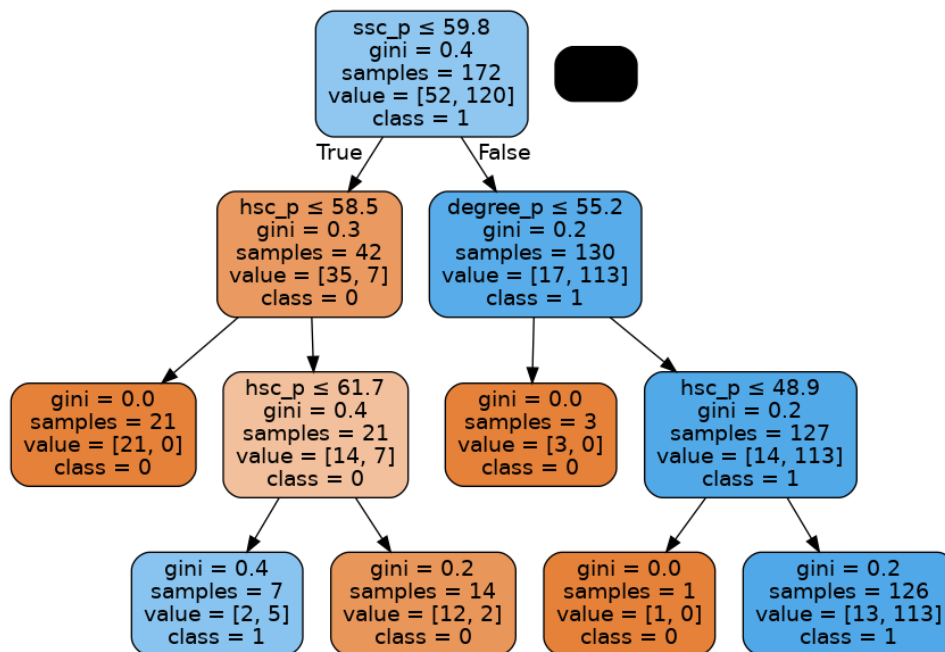 ssc_p ≤ 59.8
gini = 0.4
samples = 172
value = [52, 120]
class = 1
True
False
hsc_p ≤ 58.5
gini = 0.3
samples = 42
value = [35, 7]
class = 0
degree_p ≤ 55.2
gini = 0.2
samples = 130
value = [17, 113]
class = 1
gini = 0.0
samples = 21
value = [21, 0]
class = 0
hsc_p ≤ 61.7
gini = 0.4
samples = 21
value = [14, 7]
class = 0
gini = 0.0
samples = 3
value = [3, 0]
class = 0
hsc_p ≤ 48.9
gini = 0.2
samples = 127
value = [14, 113]
class = 1
gini = 0.4
samples = 7
value = [2, 5]
class = 1
gini = 0.2
samples = 14
value = [12, 2]
class = 0
gini = 0.0
samples = 1
value = [1, 0]
class = 0
gini = 0.2
samples = 126
value = [13, 113]
class = 1